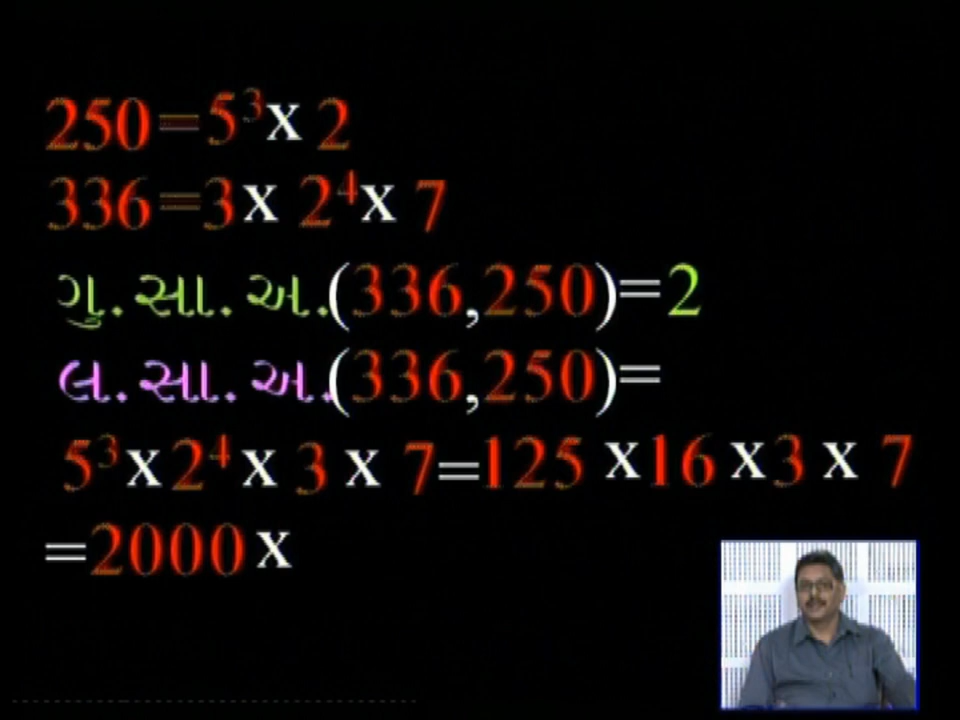 250=5³x 2
336=3x 2⁴x 7
ગુ.સા.અ.(336,250)=2
લ.સા.અ.(336,250)=
5³x2⁴x 3 x 7=125 x16 x3 x 7
=2000 x